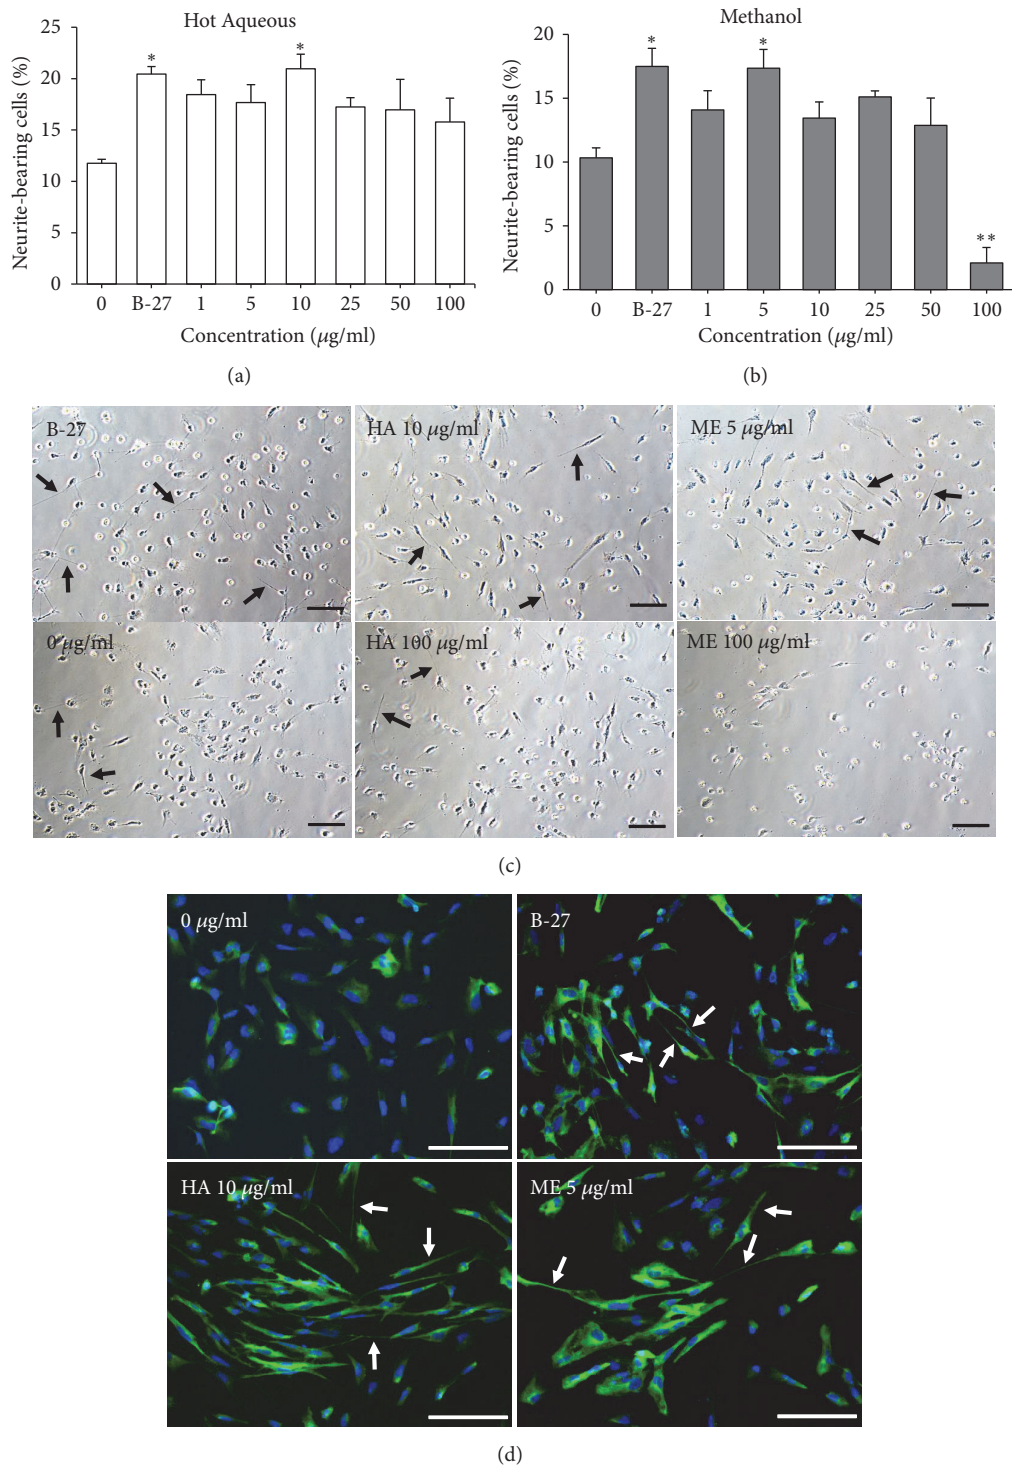 Hot Aqueous
Neurite-bearing cells (%)
25
20
15
10
5
0
*
*
0 B-27 1 5 10 25 50 100
Concentration (μg/ml)
(a)
Methanol
Neurite-bearing cells (%)
20
15
10
5
0
*
*
**
0 B-27 1 5 10 25 50 100
Concentration (μg/ml)
(b)
B-27
HA 10 μg/ml
ME 5 μg/ml
0 μg/ml
HA 100 μg/ml
ME 100 μg/ml
(c)
0 μg/ml
B-27
HA 10 μg/ml
ME 5 μg/ml
(d)